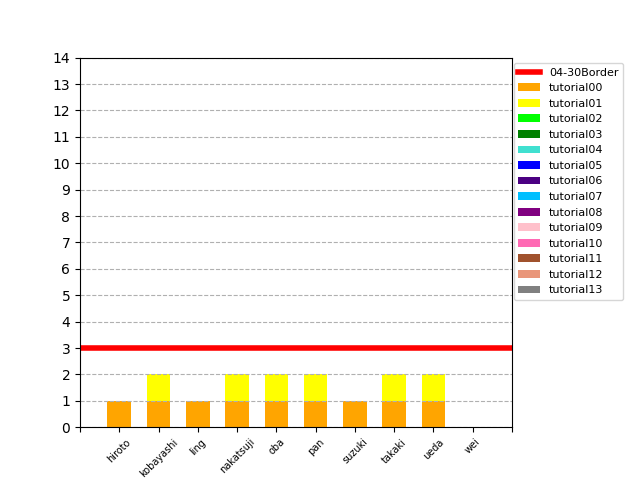 14
13
12
11
10
9
8
7
6
5
4
3
2
1
0
hiroto
kobayashi
ling
nakatsuji
oba
pan
suzuki
takaki
ueda
wei
04-30Border
tutorial00
tutorial01
tutorial02
tutorial03
tutorial04
tutorial05
tutorial06
tutorial07
tutorial08
tutorial09
tutorial10
tutorial11
tutorial12
tutorial13